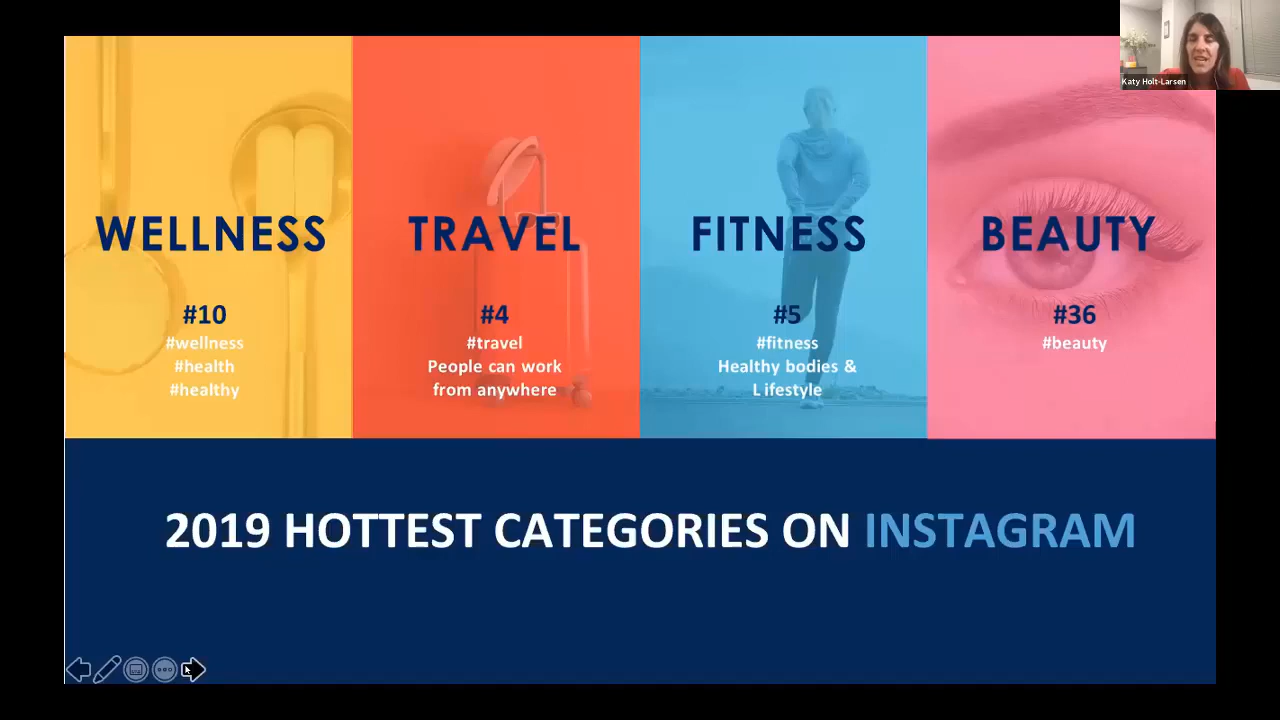 Katy Holt-Larsen
WELLNESS
#10
#wellness
#health
#healthy
TRAVEL
#4
#travel
People can work
from anywhere
FITNESS
#5
#fitness
Healthy bodies &
L ifestyle
BEAUTY
#36
#beauty
2019 HOTTEST CATEGORIES ON INSTAGRAM